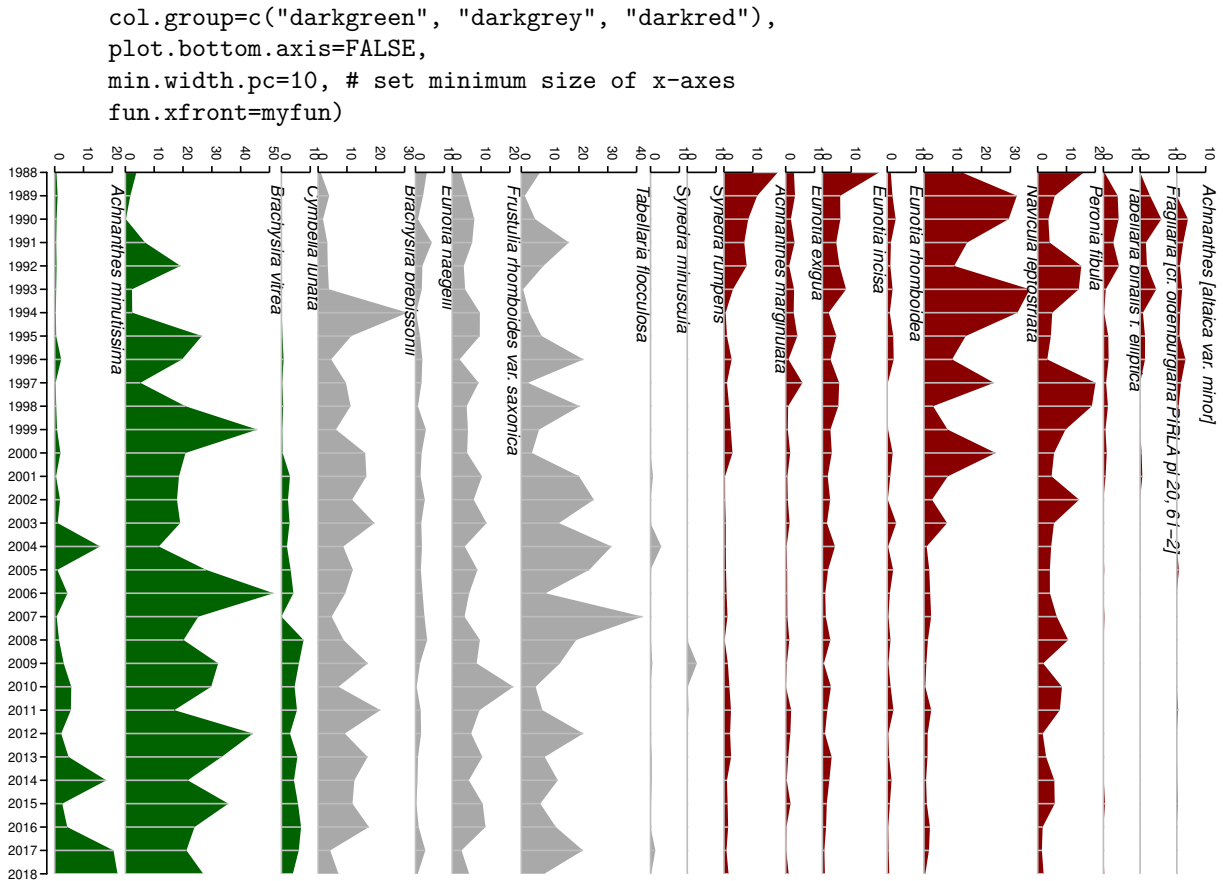 col.group=c("darkgreen", "darkgrey", "darkred"),
plot.bottom.axis=FALSE,
min.width.pc=10, # set minimum size of x-axes
fun.xfront=myfun)
0 10 20 0 10 20 30 40 50 0 10 0 10 20 30 0 10 0 10 20 0 10 20 30 40 0 10 0 10 0 10 0 10 0 10 0 10 0 10 20 30 0 10 20 0 10 0 10 0 10
Achnanthes minutissima
Brachysira vitrea
Cymbella lunata
Brachysira brebissonii
Eunotia naegeli
Frustulia rhomboides var. saxonica
Tabellaria flocculosa
Synedra minuscula
Synedra rumpens
Achnanthes marginulata
Eunotia exigua
Eunotia incisa
Eunotia rhomboidea
Navicula leptostriata
Peronia fibula
Tabellaria binalis f. elliptica
Fragilaria [cf. oldenburgiana PIRLA pl 20, 61−2]
Achnanthes [altaica var. minor]
1988
1989
1990
1991
1992
1993
1994
1995
1996
1997
1998
1999
2000
2001
2002
2003
2004
2005
2006
2007
2008
2009
2010
2011
2012
2013
2014
2015
2016
2017
2018